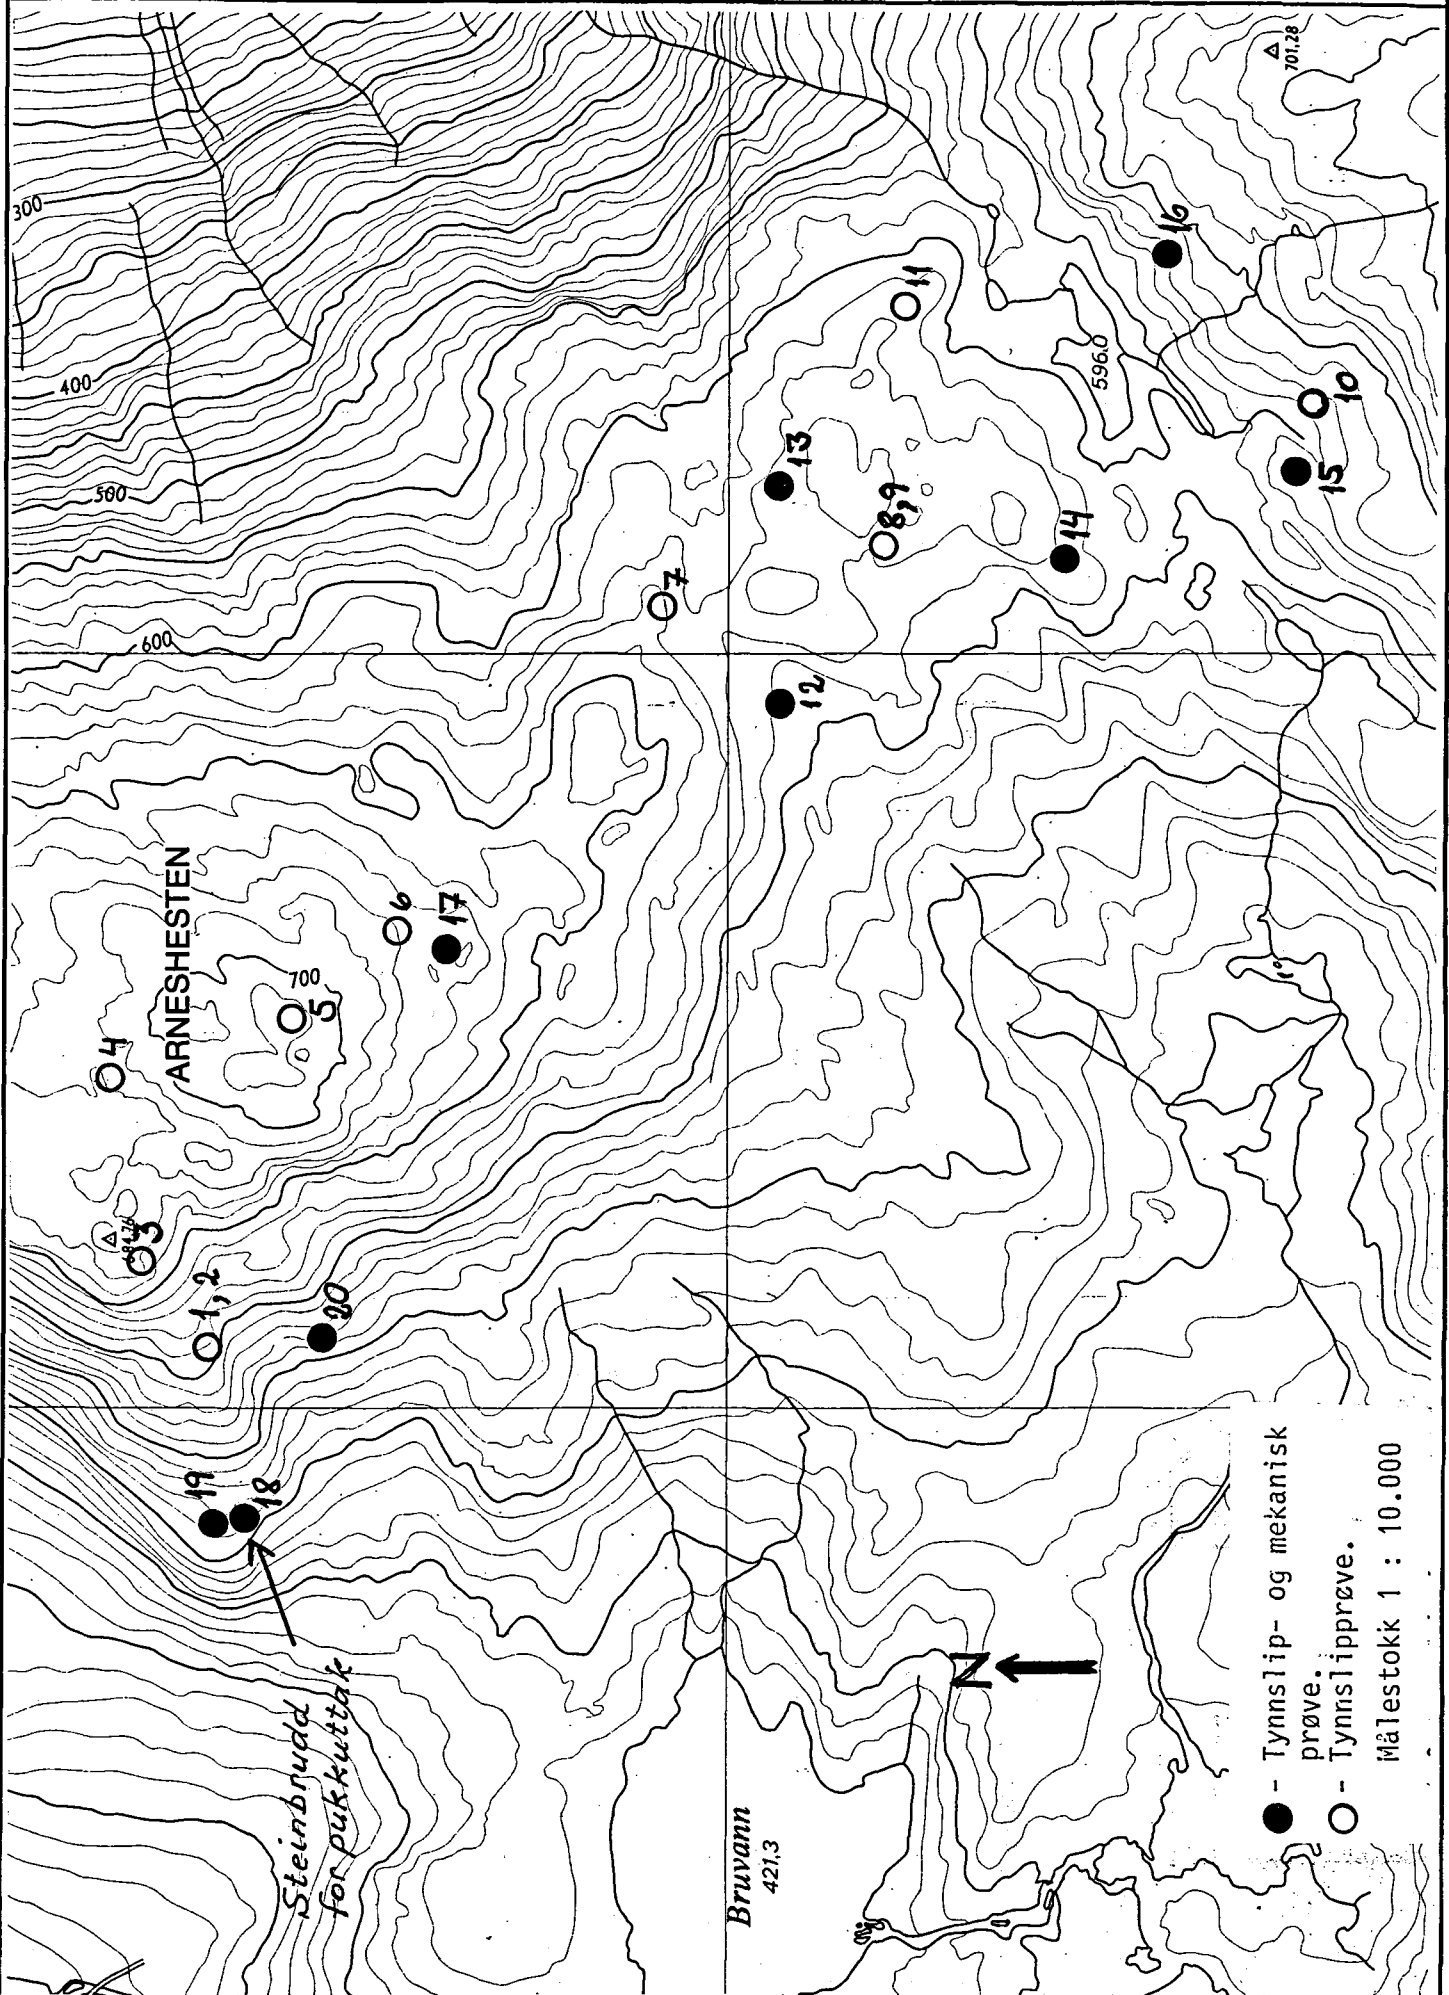 300
400
500
600
700
701,28
ARNESHESTEN
4
5
6
17
3
1, 2
20
19
18
7
13
8,9
12
14
11
596.0
16
10
15
Steinbrudd
for pukkuttak
Bruvann
421,3
N
● - Tynnslip- og mekanisk
prøve.
○ - Tynnslipprøve.
Målestokk 1 : 10.000